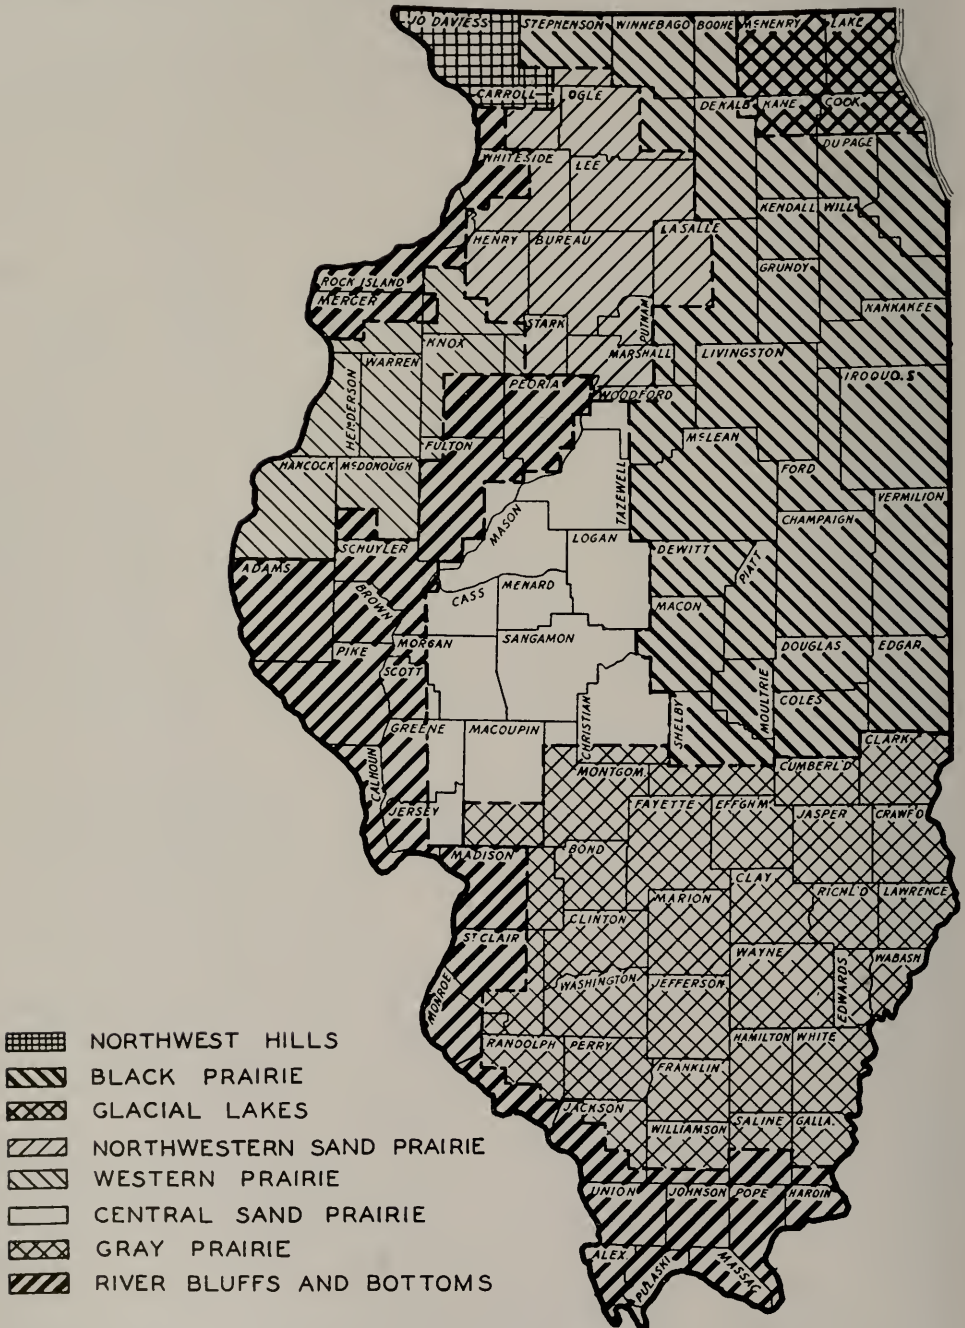 JO DAVIESS STEPHENSON WINNEBAGO BOONE McHENRY LAKE
CARROLL OGLE DEKALB KANE COOK
DU PAGE
WHITESIDE LEE
KENDALL WILL
HENRY BUREAU LASALLE
GRUNDY
ROCK ISLAND
MERCER
KANKAKEE
STARK PUTNAM
KNOX
WARREN
MARSHALL LIVINGSTON
HENDERSON
PEORIA
WOODFORD
IROQUOIS
FULTON
McLEAN
HANCOCK McDONOUGH
TAZEWELL
FORD
MASON
VERMILION
CHAMPAIGN
LOGAN
SCHUYLER
DEWITT PIATT
ADAMS
BROWN
CASS MENARD
MACON
PIKE MORGAN SANGAMON
DOUGLAS EDGAR
SCOTT
MOULTRIE
COLES
GREENE MACOUPIN CHRISTIAN SHELBY
CALHOUN
CLARK
MONTGOM.
CUMBERL'D
JERSEY
FAYETTE EFFGHM.
JASPER CRAWF'D
MADISON BOND
CLAY
RICHL'D LAWRENCE
MARION
CLINTON
ST CLAIR
WAYNE EDWARDS WABASH
MONROE
WASHINGTON JEFFERSON
RANDOLPH PERRY
HAMILTON WHITE
FRANKLIN
JACKSON
WILLIAMSON SALINE GALLA.
UNION JOHNSON POPE HARDIN
ALEX. PULASKI MASSAC
NORTHWEST HILLS
BLACK PRAIRIE
GLACIAL LAKES
NORTHWESTERN SAND PRAIRIE
WESTERN PRAIRIE
CENTRAL SAND PRAIRIE
GRAY PRAIRIE
RIVER BLUFFS AND BOTTOMS